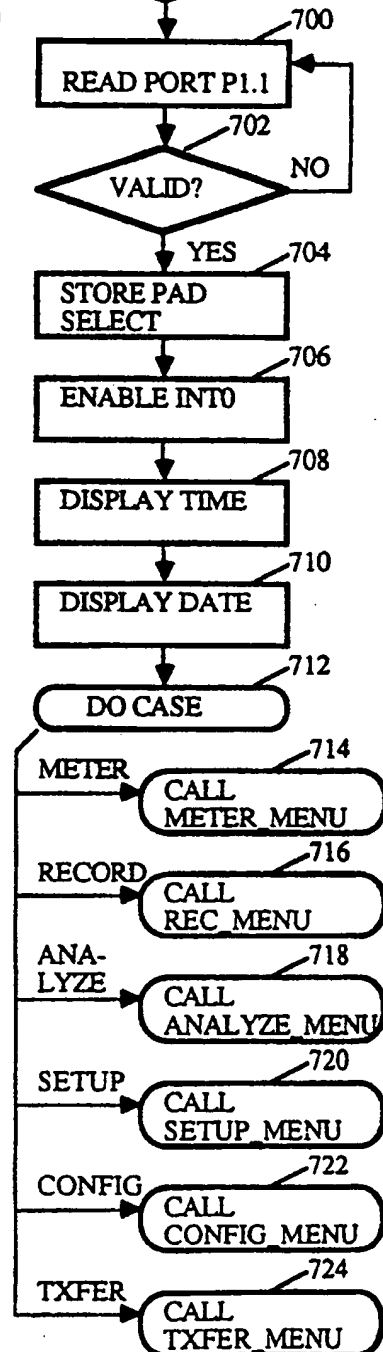 700
READ PORT P1.1
702
VALID?
NO
YES
704
STORE PAD
SELECT
706
ENABLE INT0
708
DISPLAY TIME
710
DISPLAY DATE
712
DO CASE
714
METER
CALL
METER_MENU
716
RECORD
CALL
REC_MENU
718
ANA-
LYZE
CALL
ANALYZE_MENU
720
SETUP
CALL
SETUP_MENU
722
CONFIG
CALL
CONFIG_MENU
724
TXFER
CALL
TXFER_MENU